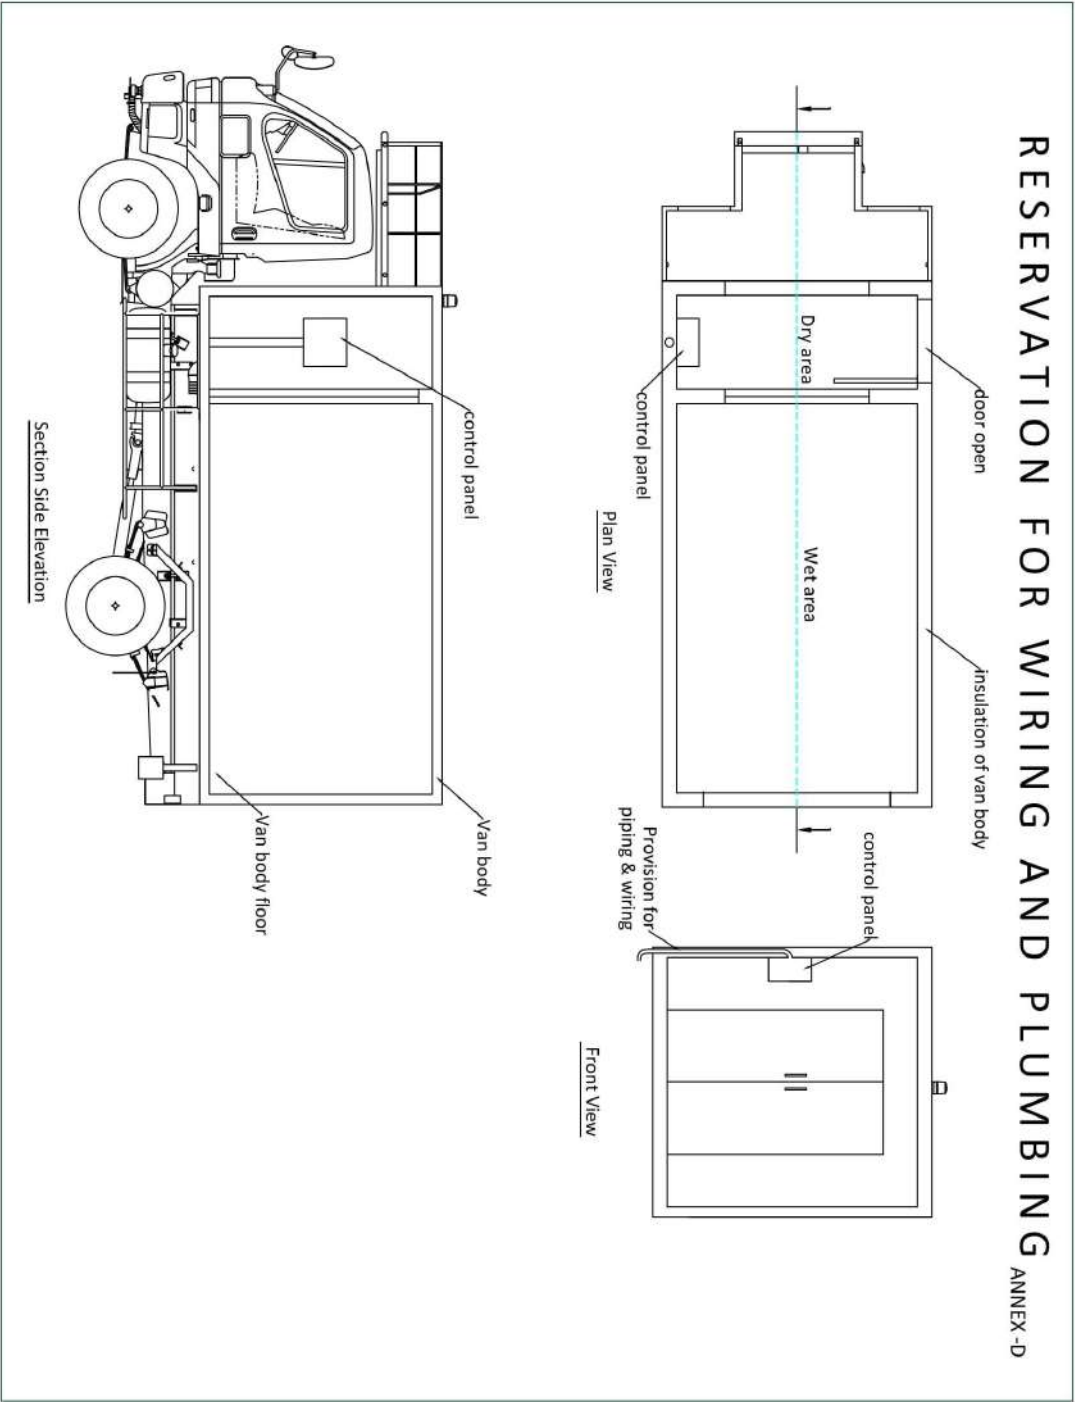 RESERVATION FOR WIRING AND PLUMBING
ANNEX -D
door open
insulation of van body
Dry area
Wet area
control panel
Plan View
control panel
Provision for
piping & wiring
Front View
control panel
Van body
Van body floor
Section Side Elevation